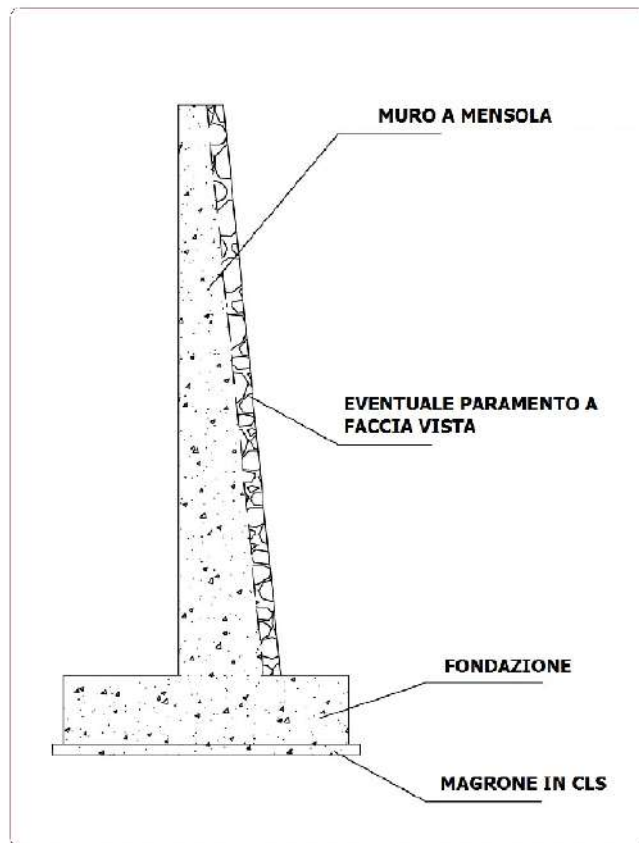 MURO A MENSOLA
EVENTUALE PARAMENTO A
FACCIA VISTA
FONDAZIONE
MAGRONE IN CLS